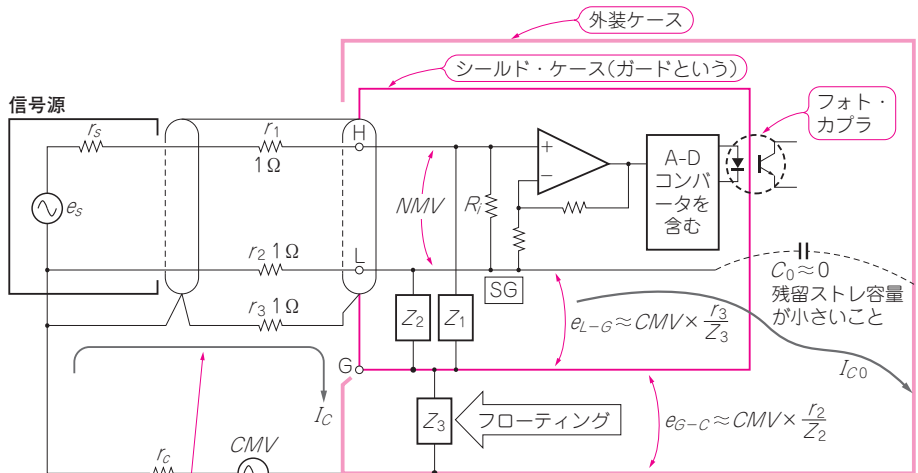 外装ケース
シールド・ケース(ガードという)
フォト・
カプラ
信号源
rS
r1
1Ω
H
+
−
A-D
コンバ
ータを
含む
eS
NMV
Ri
r2 1Ω
L
SG
C0≈0
残留ストレ容量
が小さいこと
r3 1Ω
Z2
Z1
eL-G≈CMV×r3/Z3
IC0
G
IC
Z3
フローティング
eG-C≈CMV×r2/Z2
rC
CMV